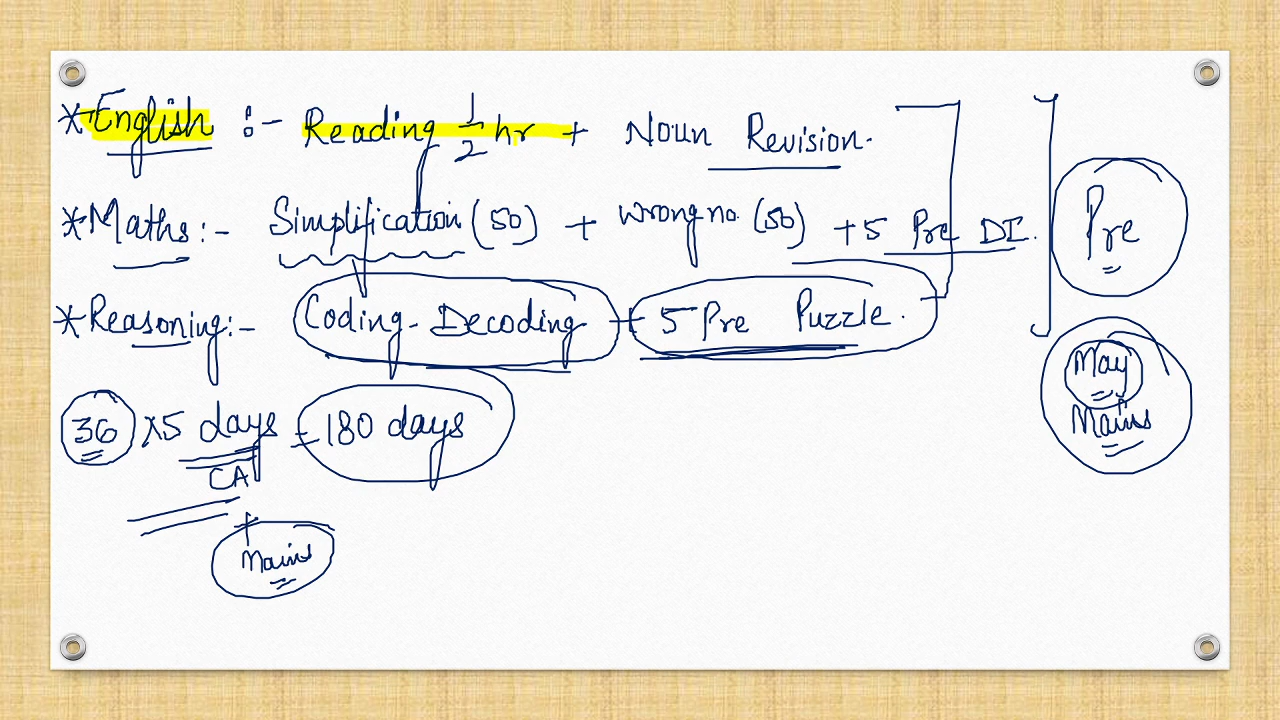 * English :- Reading 1/2 hr + Noun Revision.
* Maths:- Simplification (50) + wrong no. (50) + 5 Pre DI.
Pre
* Reasoning:- Coding-Decoding + 5 Pre Puzzle.
May
Mains
36 x 5 days = 180 days
CA
+
Mains